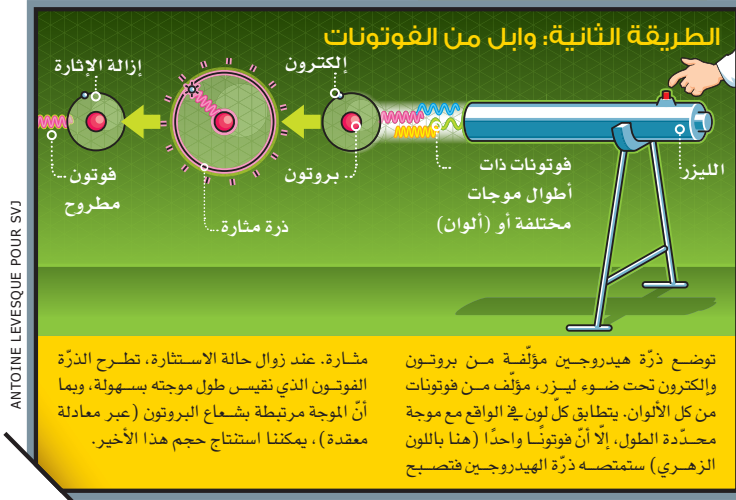 الطريقة الثانية: وابل من الفوتونات
الليزر
فوتونات ذات
أطوال موجات
مختلفة أو (ألوان)
إلكترون
بروتون
ذرة مثارة
إزالة الإثارة
فوتون
مطروح
توضع ذرّة هيدروجين مؤلّفة من بروتون
وإلكترون تحت ضوء ليزر، مؤلّف من فوتونات
من كل الألوان. يتطابق كلّ لون في الواقع مع موجة
محدّدة الطول، إلّا أنّ فوتونًا واحدًا (هنا باللون
الزهري) ستمتصه ذرّة الهيدروجين فتصبح
مثارة. عند زوال حالة الاستثارة، تطرح الذرّة
الفوتون الذي نقيس طول موجته بسهولة، وبما
أنّ الموجة مرتبطة بشعاع البروتون (عبر معادلة
معقدة)، يمكننا استنتاج حجم هذا الأخير.
ANTOINE LEVESQUE POUR SVJ